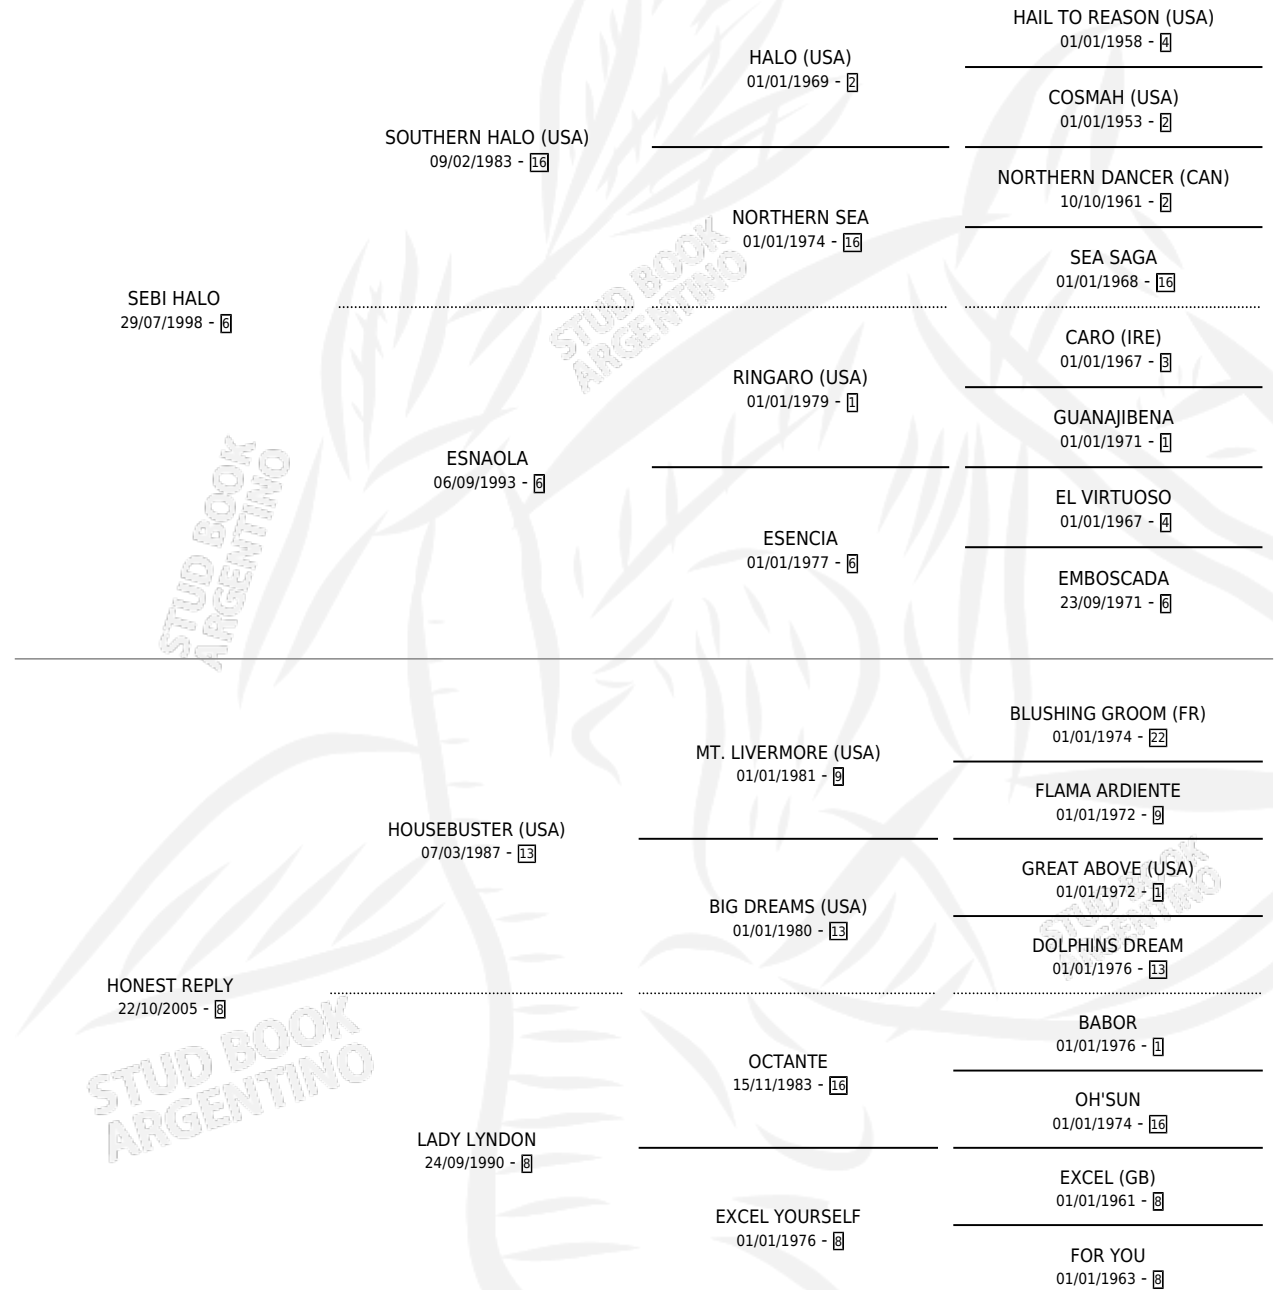 HAIL TO REASON (USA)
01/01/1958 - 4
HALO (USA)
01/01/1969 - 2
COSMAH (USA)
01/01/1953 - 2
SOUTHERN HALO (USA)
09/02/1983 - 16
NORTHERN DANCER (CAN)
10/10/1961 - 2
NORTHERN SEA
01/01/1974 - 16
SEA SAGA
01/01/1968 - 16
SEBI HALO
29/07/1998 - 6
STUD BOOK
ARGENTINO
CARO (IRE)
01/01/1967 - 3
RINGARO (USA)
01/01/1979 - 1
GUANAJIBENA
01/01/1971 - 1
ESNAOLA
06/09/1993 - 6
EL VIRTUOSO
01/01/1967 - 4
ESENCIA
01/01/1977 - 6
EMBOSCADA
23/09/1971 - 6
STUD BOOK
ARGENTINO
BLUSHING GROOM (FR)
01/01/1974 - 22
MT. LIVERMORE (USA)
01/01/1981 - 9
FLAMA ARDIENTE
01/01/1972 - 9
HOUSEBUSTER (USA)
07/03/1987 - 13
GREAT ABOVE (USA)
01/01/1972 - 1
BIG DREAMS (USA)
01/01/1980 - 13
DOLPHINS DREAM
01/01/1976 - 13
STUD BOOK
ARGENTINO
HONEST REPLY
22/10/2005 - 8
BABOR
01/01/1976 - 1
OCTANTE
15/11/1983 - 16
OH'SUN
01/01/1974 - 16
STUD BOOK
ARGENTINO
LADY LYNDON
24/09/1990 - 8
EXCEL (GB)
01/01/1961 - 8
EXCEL YOURSELF
01/01/1976 - 8
FOR YOU
01/01/1963 - 8